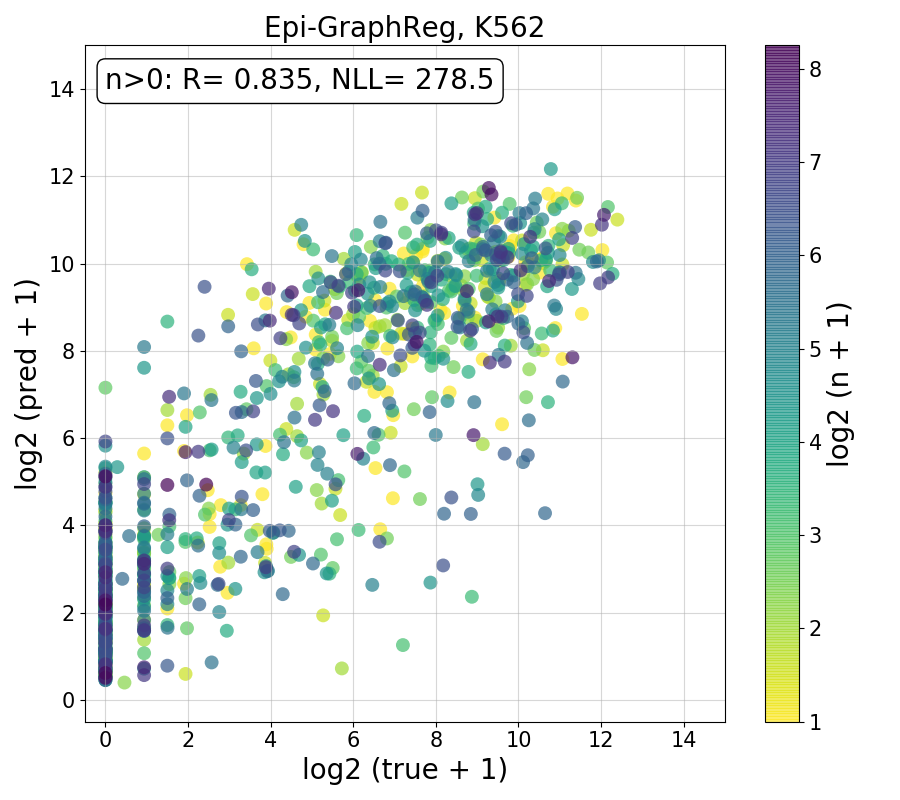 Epi-GraphReg, K562
n>0: R= 0.835, NLL= 278.5
log2 (pred + 1)
14
12
10
8
6
4
2
0
0 2 4 6 8 10 12 14
log2 (true + 1)
8
7
6
5
4
3
2
1
log2 (n + 1)